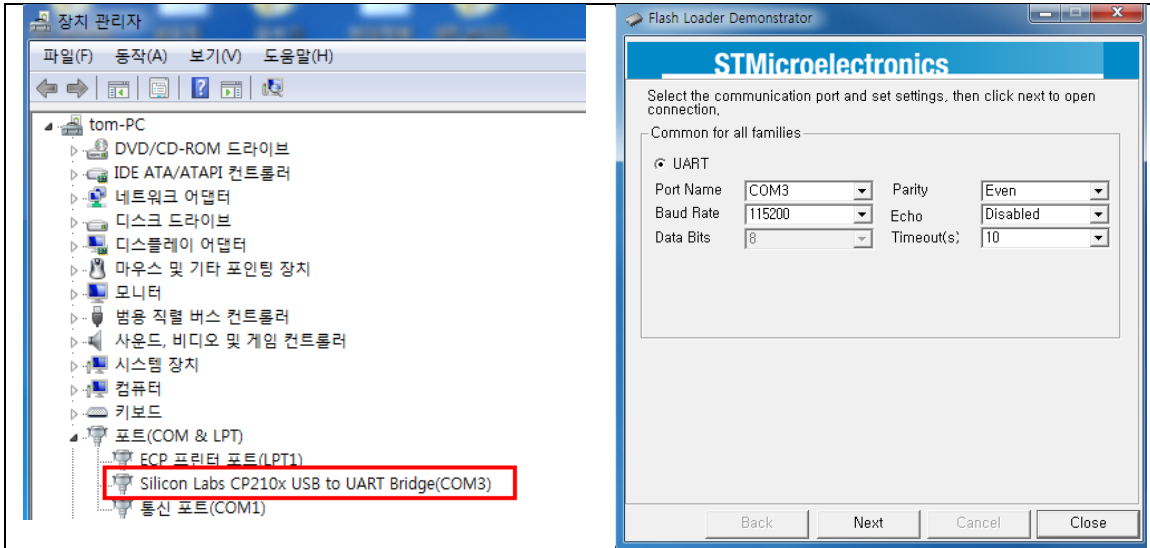 장치 관리자
파일(F) 동작(A) 보기(V) 도움말(H)
tom-PC
DVD/CD-ROM 드라이브
IDE ATA/ATAPI 컨트롤러
네트워크 어댑터
디스크 드라이브
디스플레이 어댑터
마우스 및 기타 포인팅 장치
모니터
범용 직렬 버스 컨트롤러
사운드, 비디오 및 게임 컨트롤러
시스템 장치
컴퓨터
키보드
포트(COM & LPT)
ECP 프린터 포트(LPT1)
Silicon Labs CP210x USB to UART Bridge(COM3)
통신 포트(COM1)
Flash Loader Demonstrator
STMicroelectronics
Select the communication port and set settings, then click next to open
connection,
Common for all families
UART
Port Name COM3 Parity Even
Baud Rate 115200 Echo Disabled
Data Bits 8 Timeout(s) 10
Back Next Cancel Close